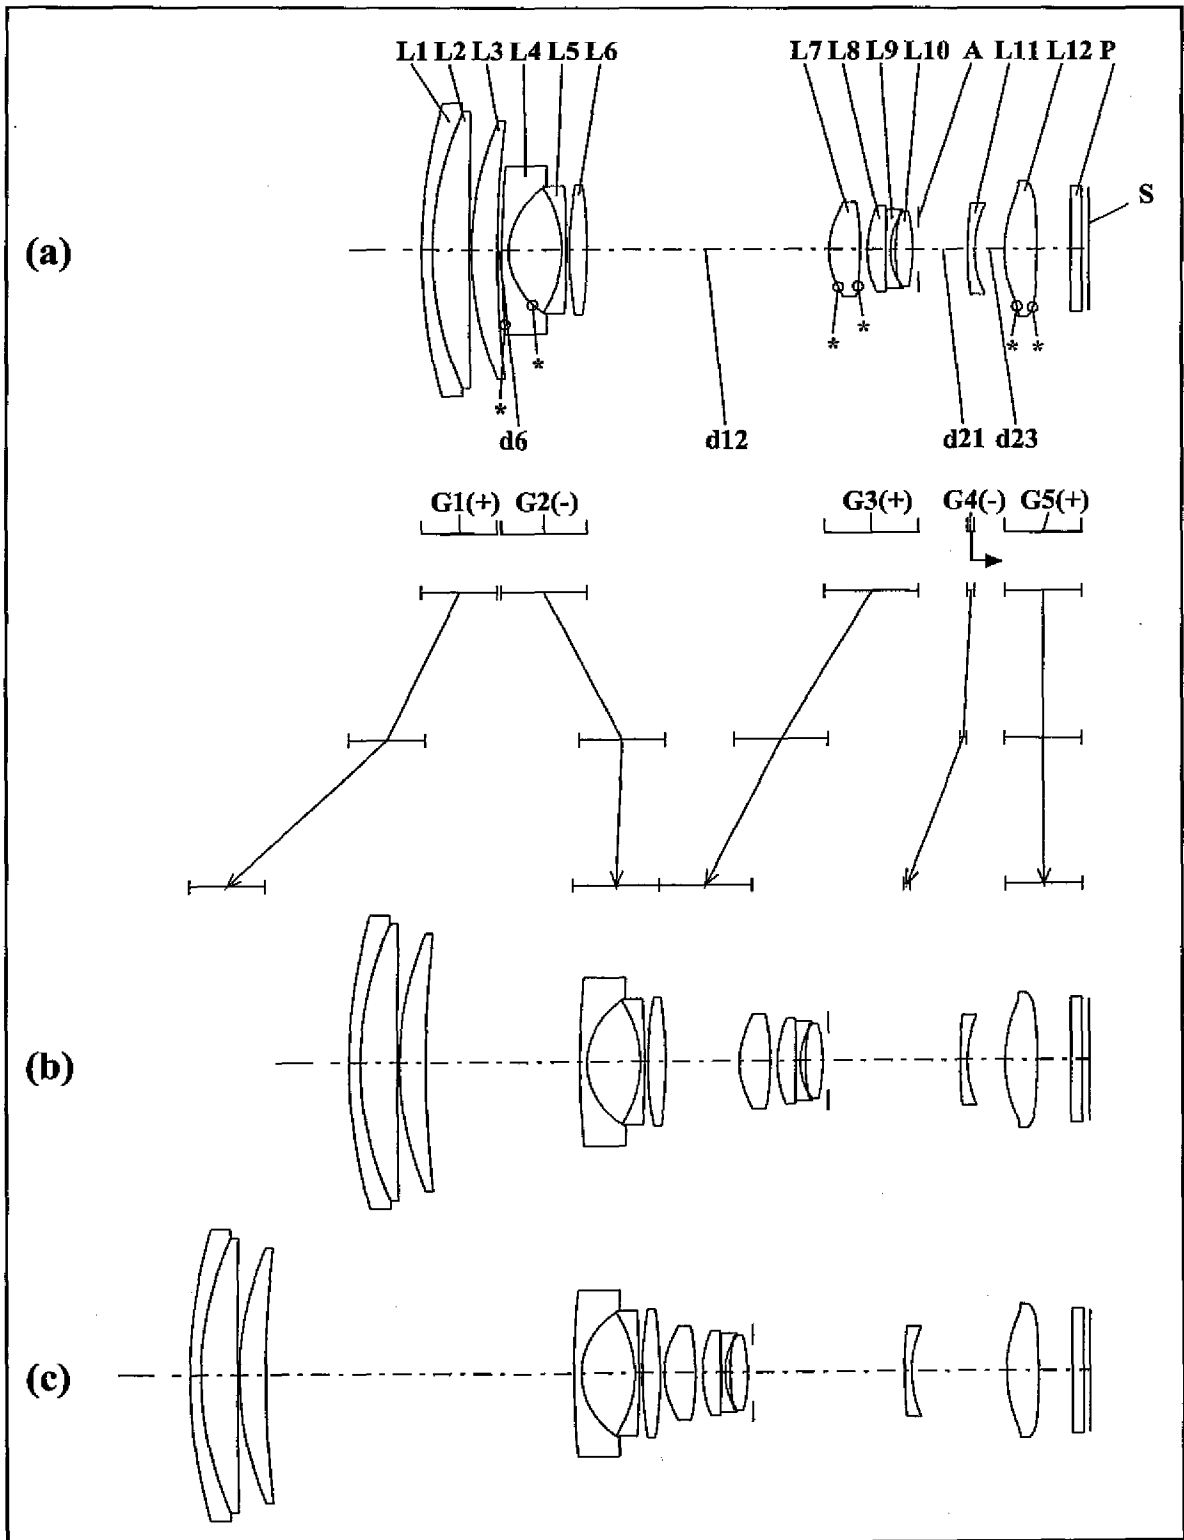 L1 L2 L3 L4 L5 L6 L7 L8 L9 L10 A L11 L12 P
S
(a)
* * * * * *
d6 d12 d21 d23
G1(+) G2(-) G3(+) G4(-) G5(+)
(b)
(c)